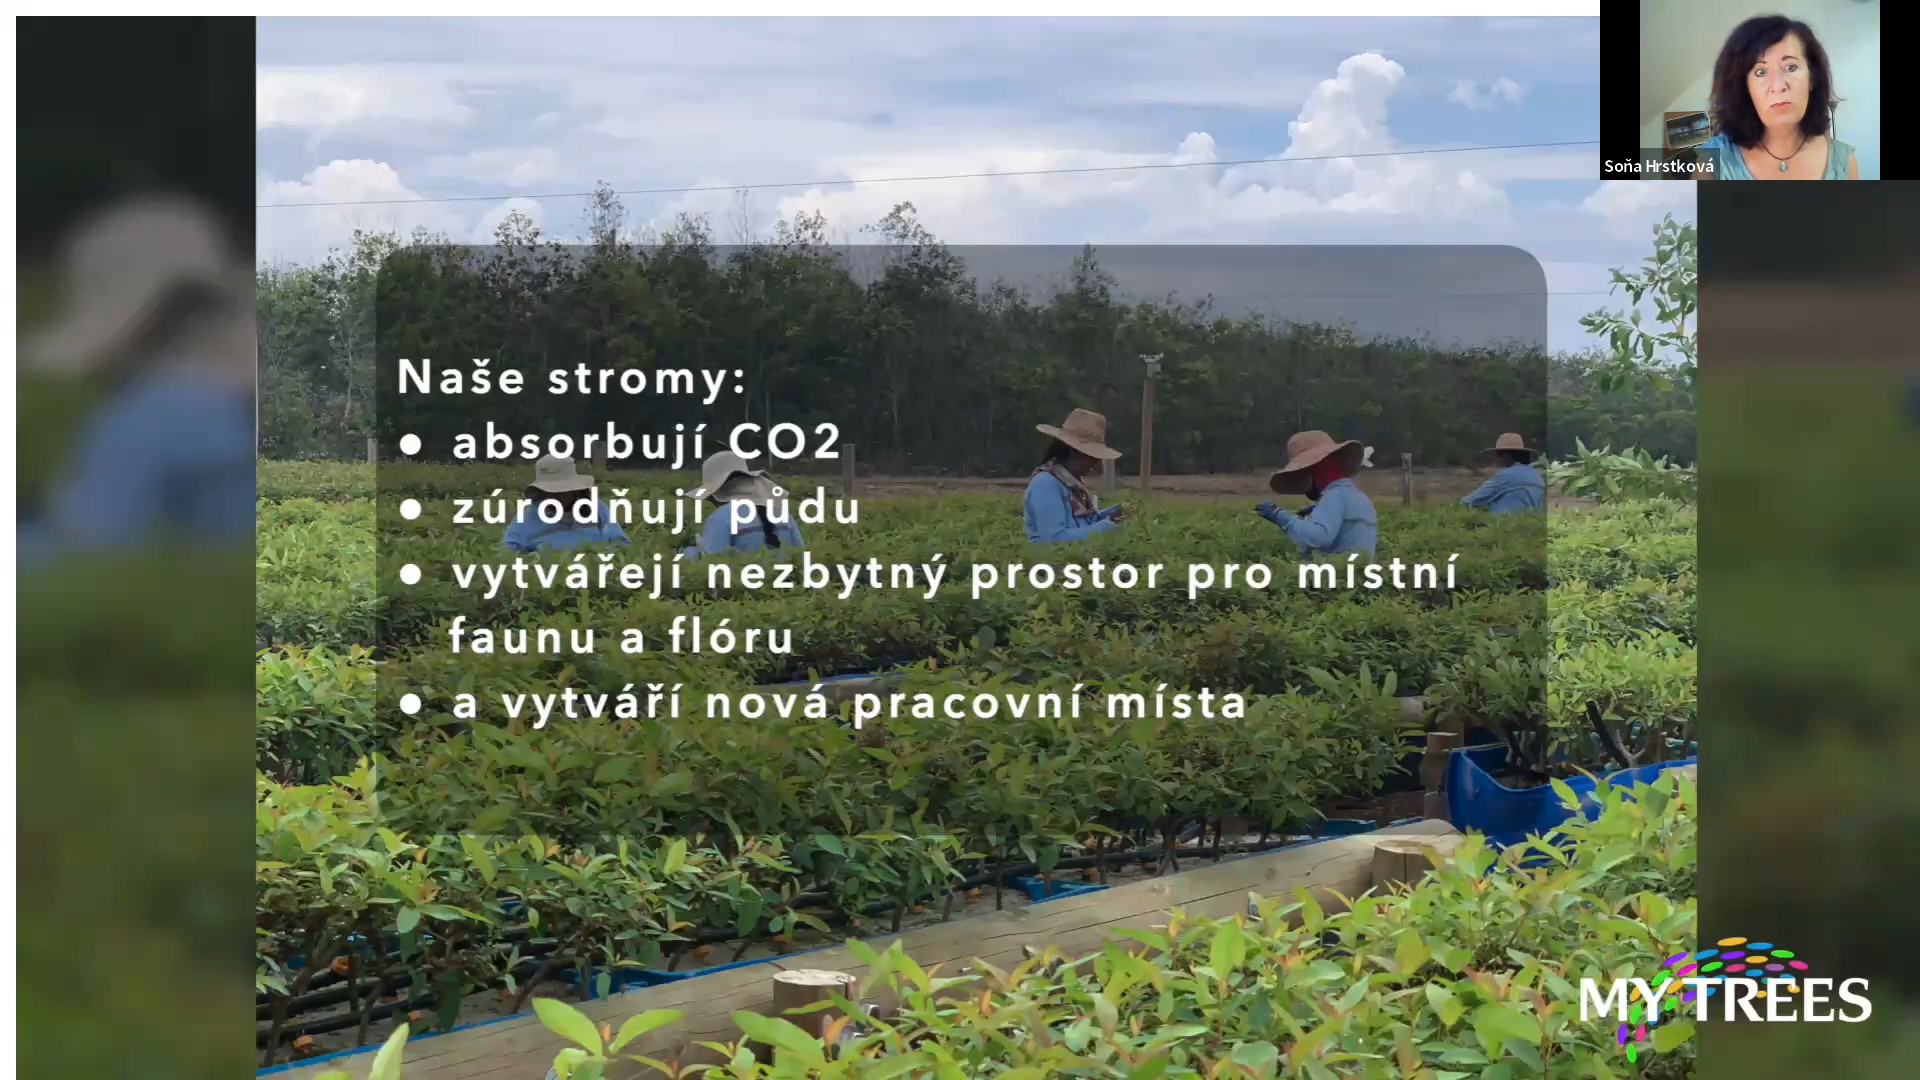 Soňa Hrstková
Naše stromy:
● absorbují CO2
● zúrodňují půdu
● vytvářejí nezbytný prostor pro místní
faunu a flóru
● a vytváří nová pracovní místa
MY TREES